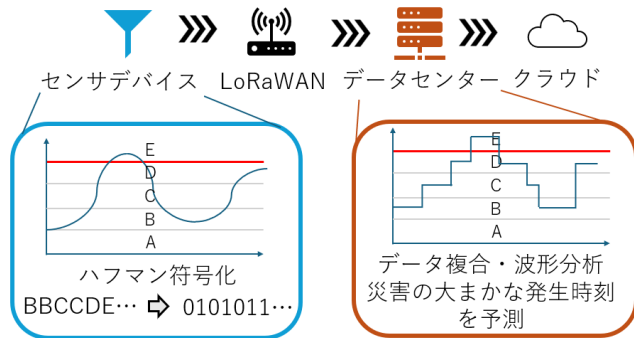 センサデバイス LoRaWAN データセンター クラウド
E
D
C
B
A
ハフマン符号化
BBCCDE… 0101011…
E
D
C
B
A
データ複合・波形分析
災害の大まかな発生時刻
を予測